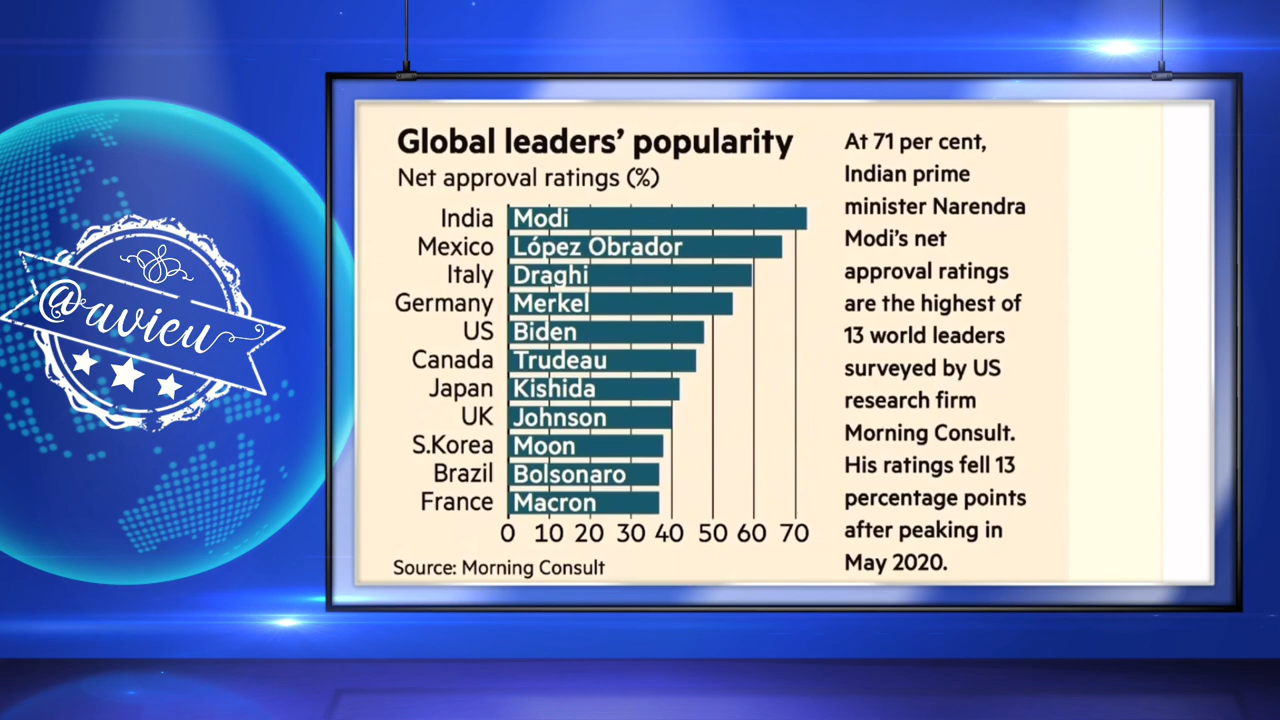 @avieu
Global leaders’ popularity
Net approval ratings (%)
India Modi
Mexico López Obrador
Italy Draghi
Germany Merkel
US Biden
Canada Trudeau
Japan Kishida
UK Johnson
S.Korea Moon
Brazil Bolsonaro
France Macron
0 10 20 30 40 50 60 70
Source: Morning Consult
At 71 per cent,
Indian prime
minister Narendra
Modi’s net
approval ratings
are the highest of
13 world leaders
surveyed by US
research firm
Morning Consult.
His ratings fell 13
percentage points
after peaking in
May 2020.